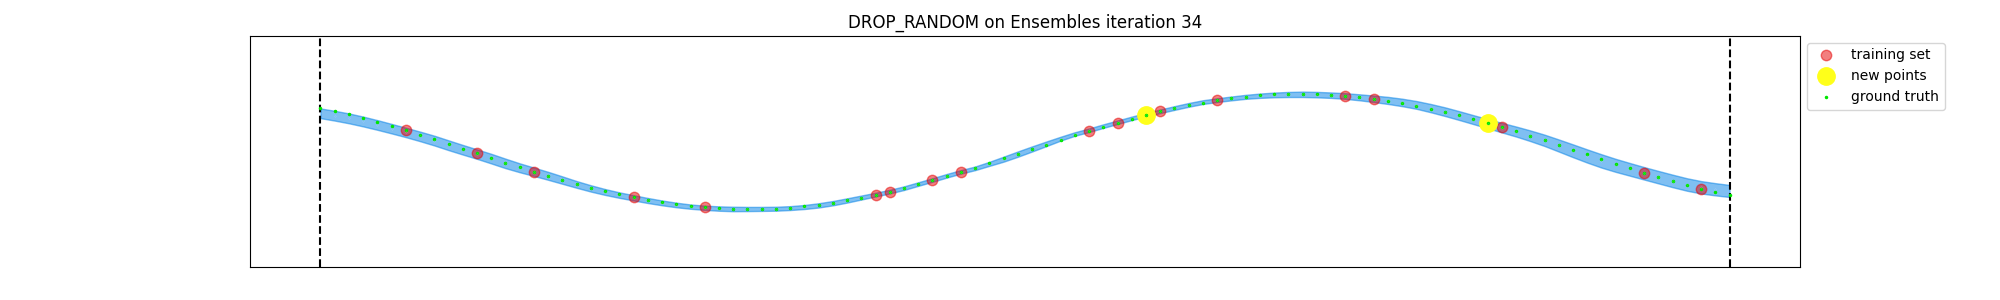 DROP_RANDOM on Ensembles iteration 34
training set
new points
ground truth